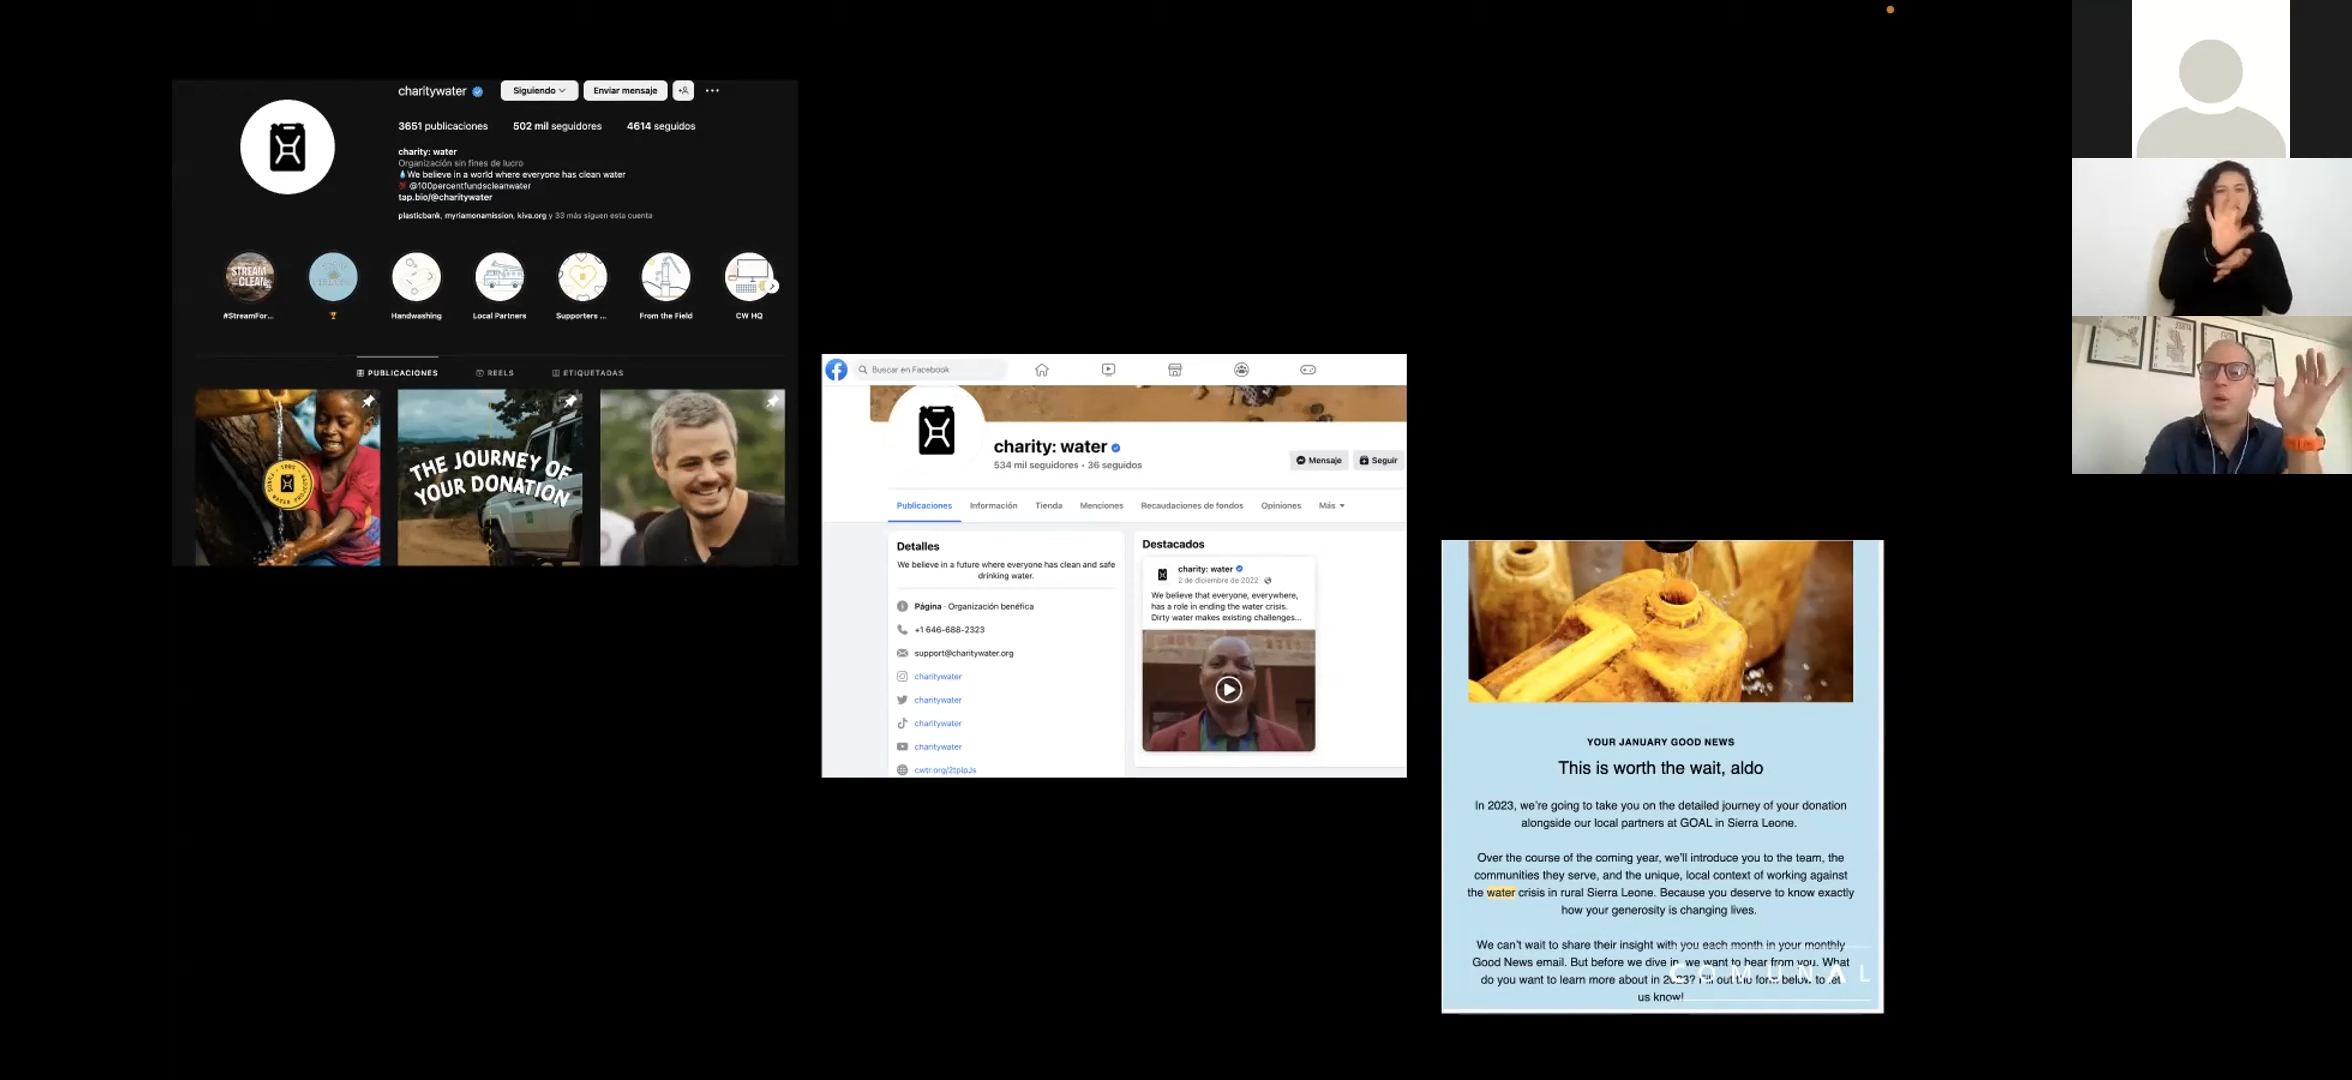 charitywater
Siguiendo
Enviar mensaje
3651 publicaciones 502 mil seguidores 4614 seguidos
charity: water
Organización sin fines de lucro
We believe in a world where everyone has clean water
@100percentfundscleanwater
tap.bio/@charitywater
plasticbank, myriamonamission, kiva.org y 33 más siguen esta cuenta
STREAM
CLEAN
#StreamFor...
Handwashing
Local Partners
Supporters ...
From the Field
CW HQ
PUBLICACIONES
REELS
ETIQUETADAS
THE JOURNEY OF
YOUR DONATION
Buscar en Facebook
charity: water
534 mil seguidores • 36 seguidos
Mensaje
Seguir
Publicaciones
Información
Tienda
Menciones
Recaudaciones de fondos
Opiniones
Más
Detalles
We believe in a future where everyone has clean and safe
drinking water.
Página · Organización benéfica
+1 646-688-2323
support@charitywater.org
charitywater
charitywater
charitywater
charitywater
Destacados
charity: water
2 de diciembre de 2022
We believe that everyone, everywhere,
has a role in ending the water crisis.
Dirty water makes existing challenges...
YOUR JANUARY GOOD NEWS
This is worth the wait, aldo
In 2023, we're going to take you on the detailed journey of your donation
alongside our local partners at GOAL in Sierra Leone.
Over the course of the coming year, we'll introduce you to the team, the
communities they serve, and the unique, local context of working against
the water crisis in rural Sierra Leone. Because you deserve to know exactly
how your generosity is changing lives.
We can't wait to share their insight with you each month in your monthly
Good News email. But before we dive in, we want to hear from you. What
do you want to learn more about in 2023? Fill out the form below to let
us know!
COMUNAL